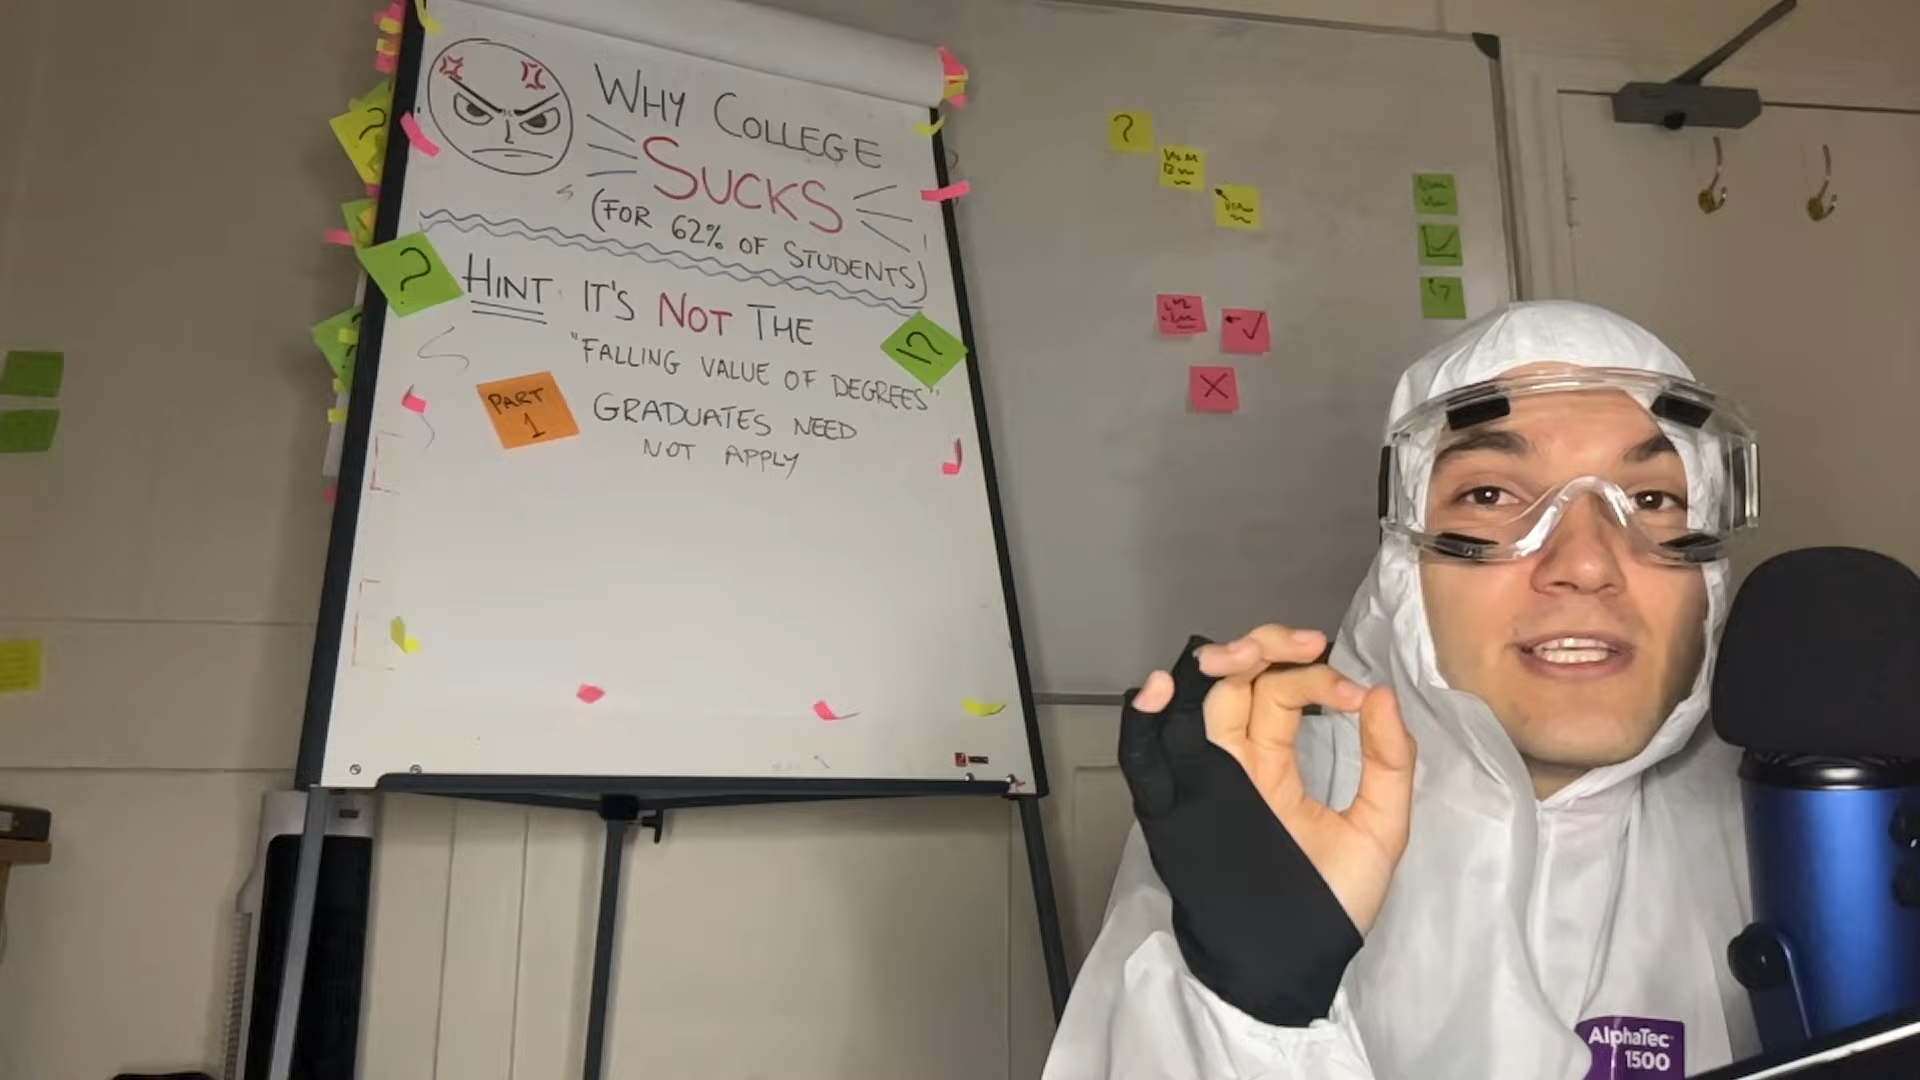 WHY COLLEGE
SUCKS
(FOR 62% OF STUDENTS)
HINT: IT'S NOT THE
"FALLING VALUE OF DEGREES"
PART
1
GRADUATES NEED
NOT APPLY
?
!?
?
?
AlphaTec
1500